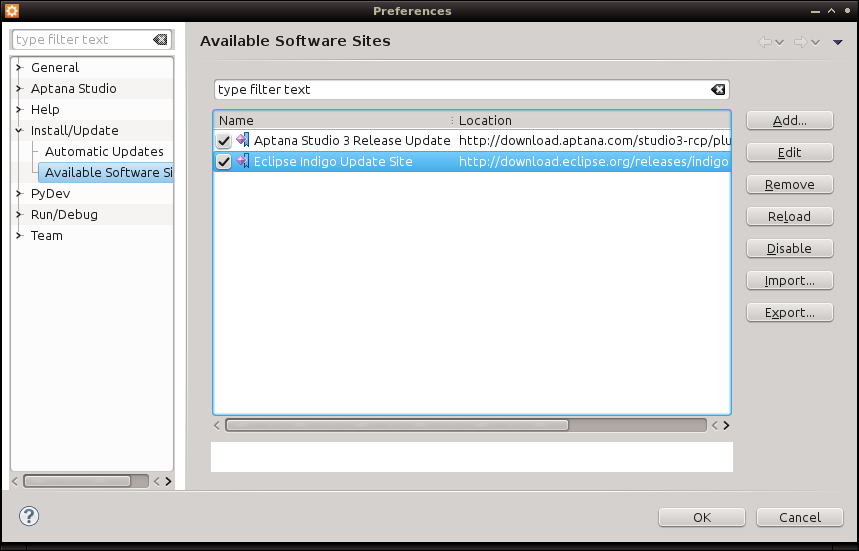 Preferences
type filter text
General
Aptana Studio
Help
Install/Update
Automatic Updates
Available Software Si
PyDev
Run/Debug
Team
Available Software Sites
type filter text
Name Location
Aptana Studio 3 Release Update http://download.aptana.com/studio3-rcp/plu
Eclipse Indigo Update Site http://download.eclipse.org/releases/indigo
Add...
Edit
Remove
Reload
Disable
Import...
Export...
OK Cancel